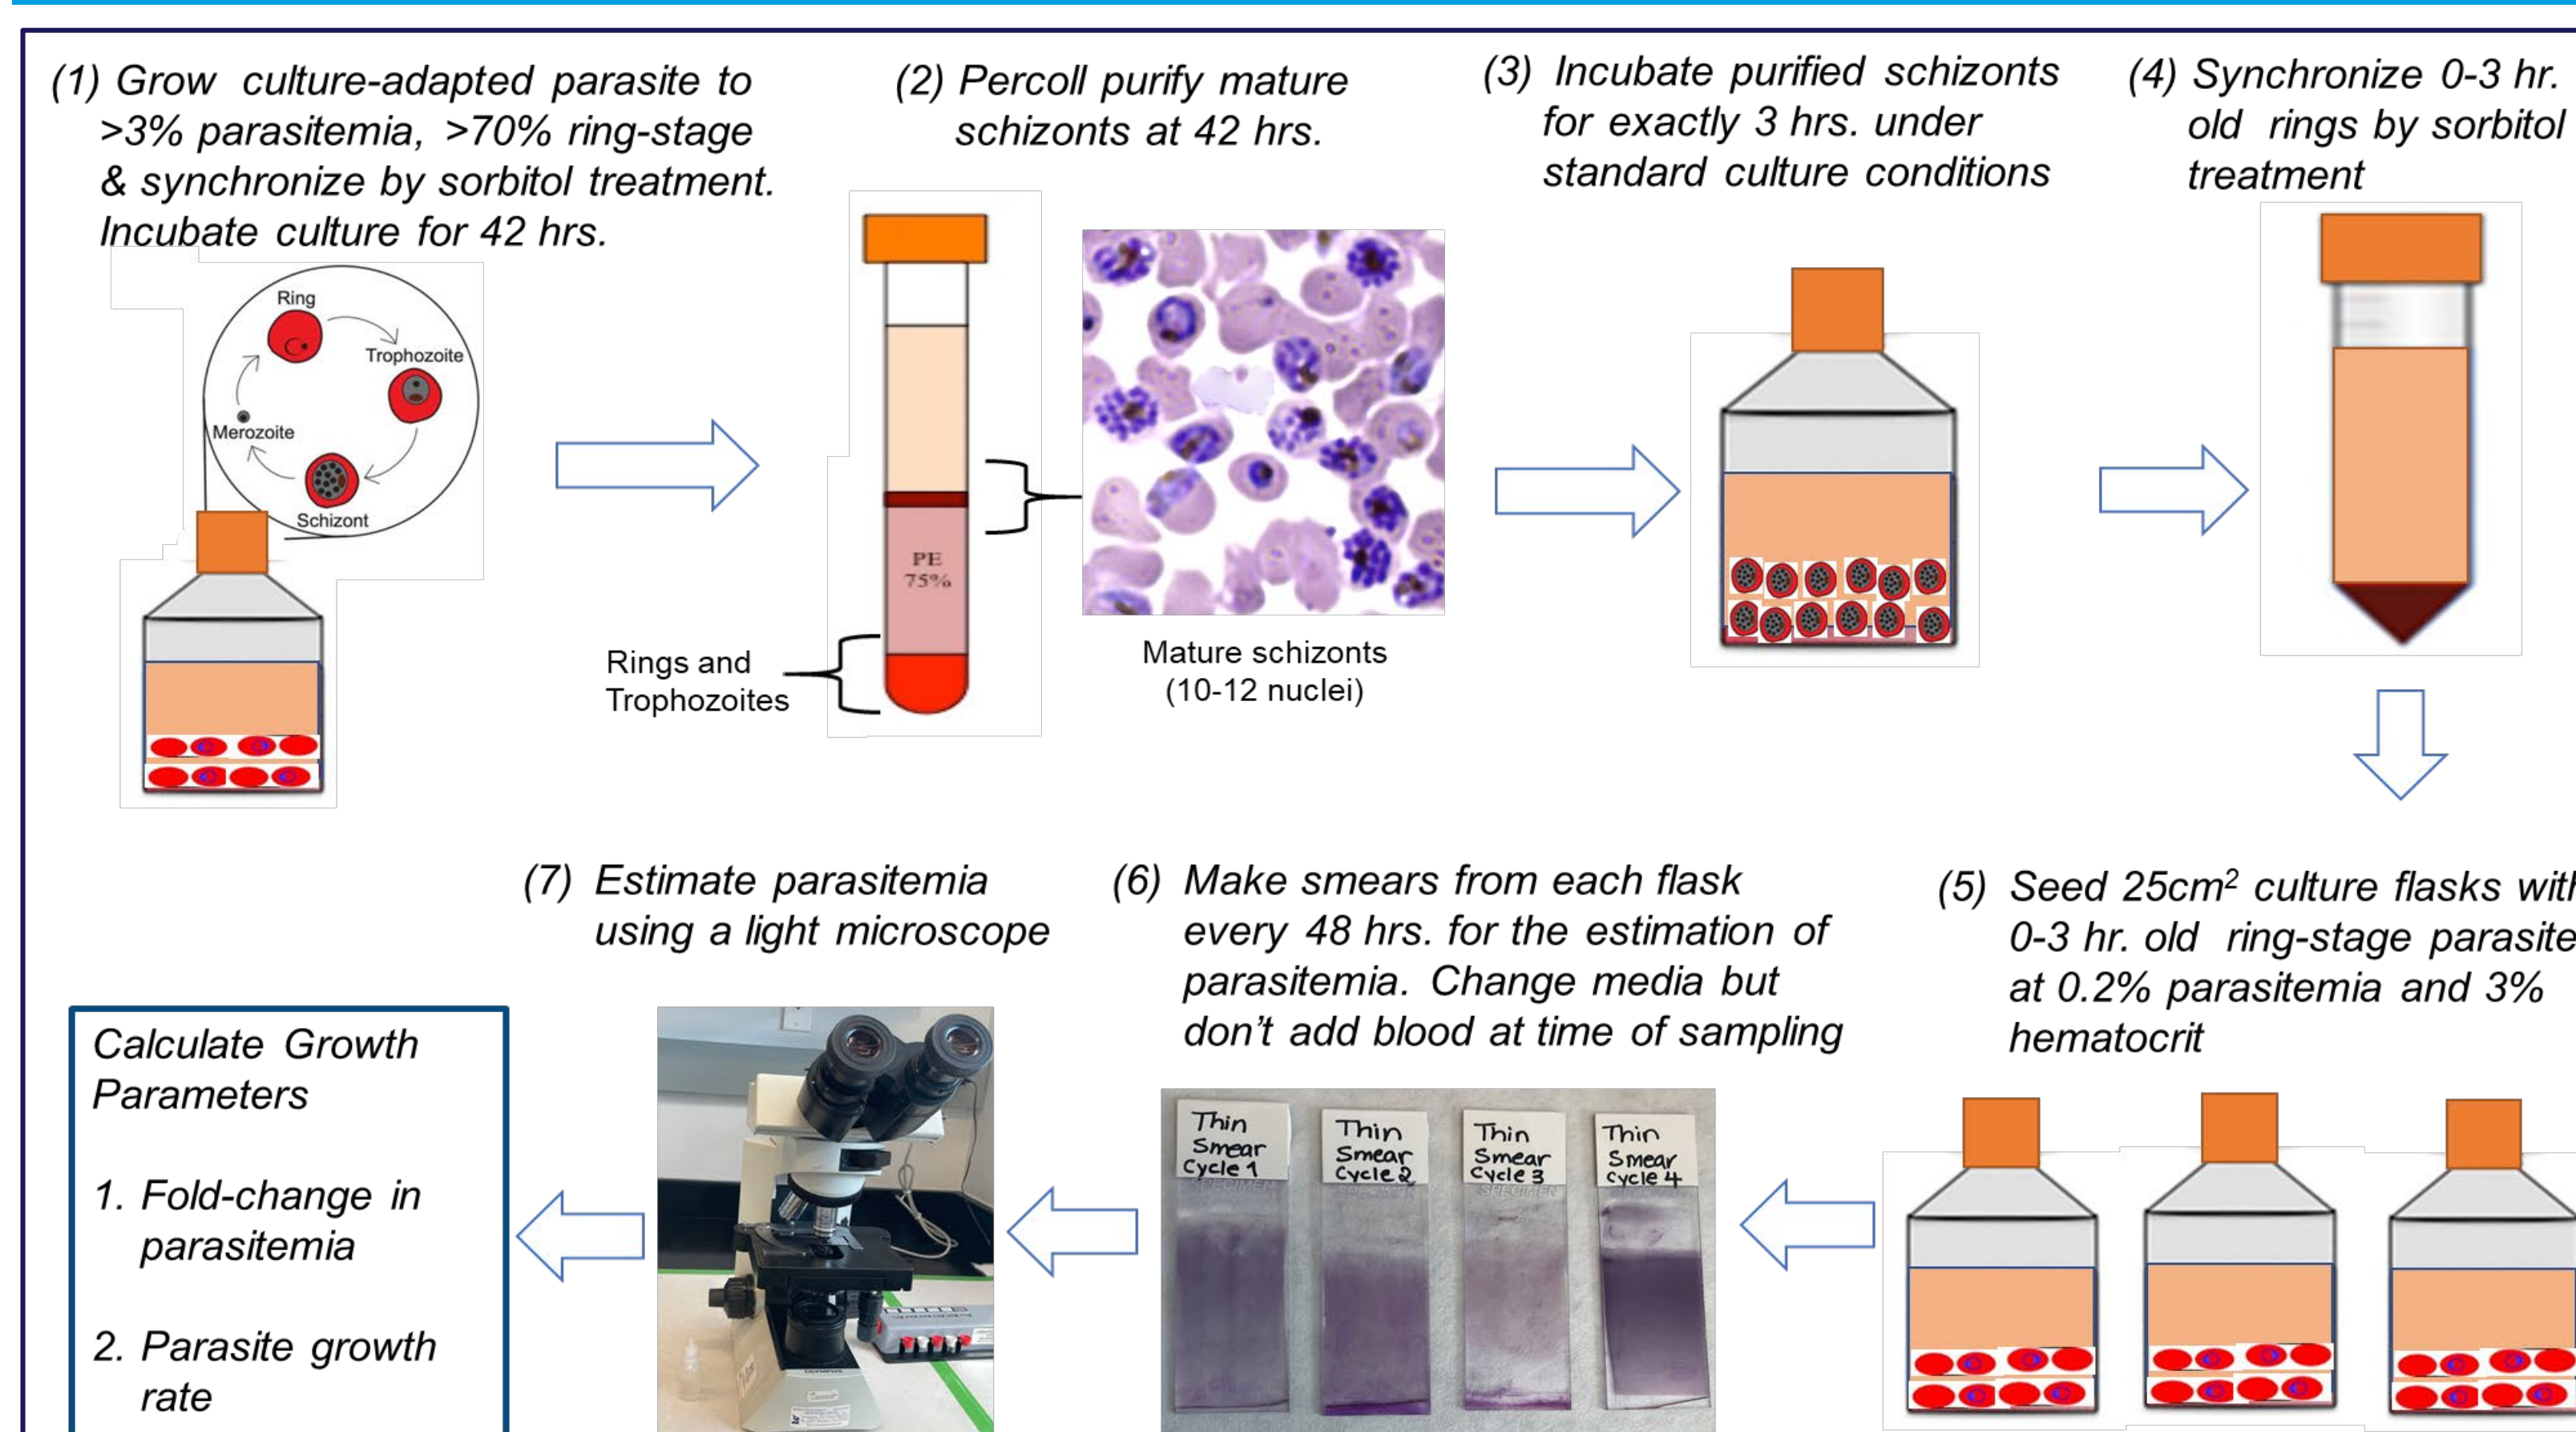 (1) Grow culture-adapted parasite to
>3% parasitemia, >70% ring-stage
& synchronize by sorbitol treatment.
Incubate culture for 42 hrs.
Ring
Trophozoite
Merozoite
Schizont
(2) Percoll purify mature
schizonts at 42 hrs.
PE
75%
Rings and
Trophozoites
Mature schizonts
(10-12 nuclei)
(3) Incubate purified schizonts
for exactly 3 hrs. under
standard culture conditions
(4) Synchronize 0-3 hr.
old rings by sorbitol
treatment
(5) Seed 25cm² culture flasks with
0-3 hr. old ring-stage parasite
at 0.2% parasitemia and 3%
hematocrit
(6) Make smears from each flask
every 48 hrs. for the estimation of
parasitemia. Change media but
don't add blood at time of sampling
Thin
Smear
Cycle 1
SPECIMEN
Thin
Smear
Cycle 2
SPECIMEN
Thin
Smear
Cycle 3
SPECIMEN
Thin
Smear
Cycle 4
(7) Estimate parasitemia
using a light microscope
OLYMPUS
Calculate Growth
Parameters
1. Fold-change in
parasitemia
2. Parasite growth
rate